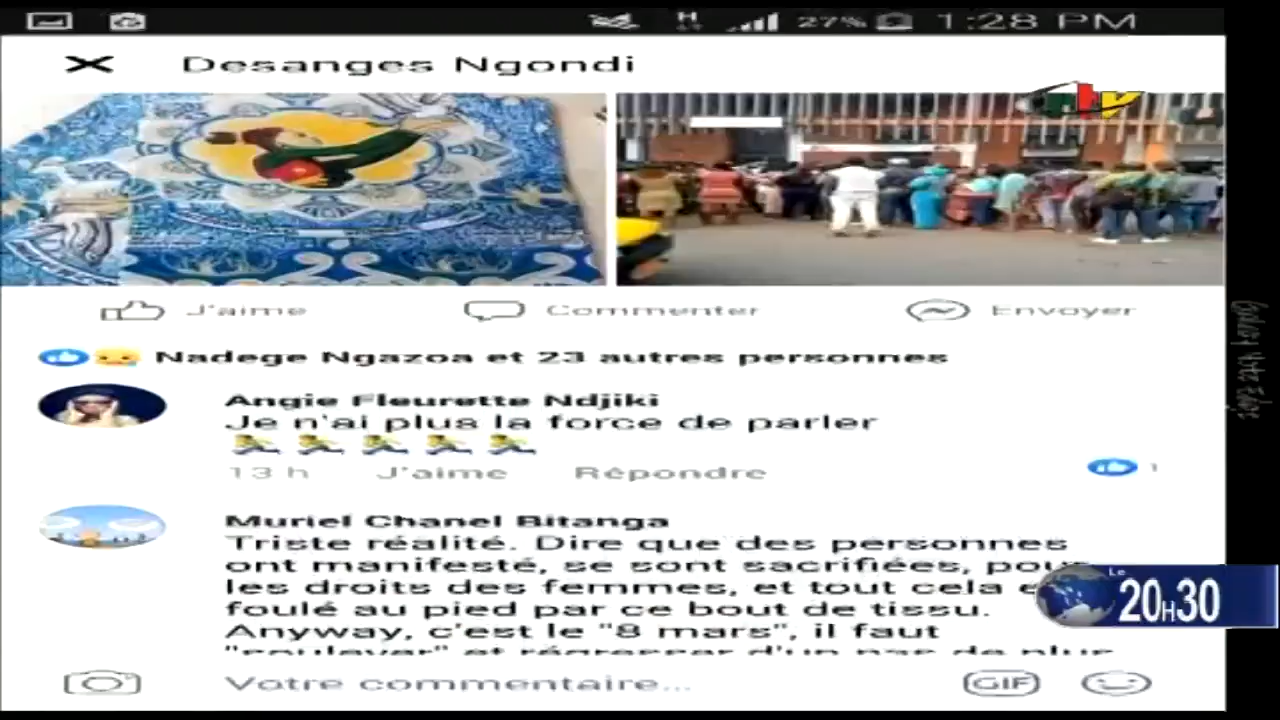 H
27% 1:28 PM
Desanges Ngondi
J'aime
Commenter
Envoyer
Nadege Ngazoa et 23 autres personnes
Angie Fleurette Ndjiki
Je n'ai plus la force de parler
13 h J'aime Répondre
1
Muriel Chanel Bitanga
Triste réalité. Dire que des personnes
ont manifesté, se sont sacrifiées, pour
les droits des femmes, et tout cela
foulé au pied par ce bout de tissu.
Anyway, c'est le "8 mars", il faut
"soulever" et régresser d'un pas de plus
Votre commentaire...
GIF
Le
20H30